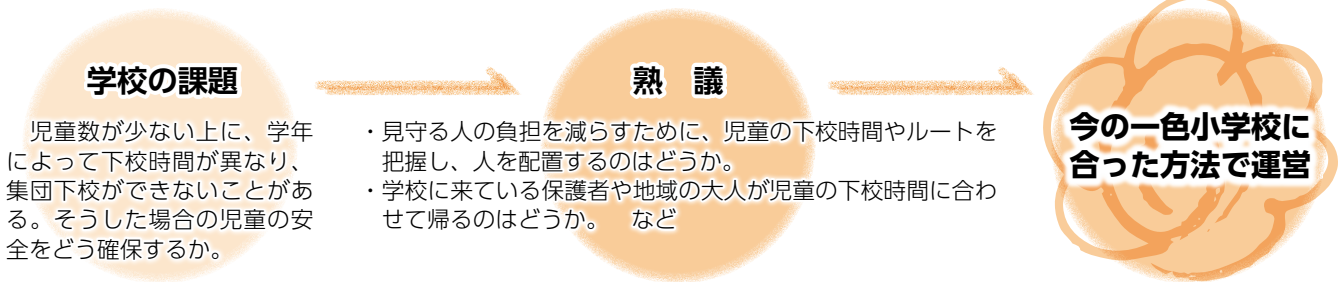 学校の課題
　児童数が少ない上に、学年
によって下校時間が異なり、
集団下校ができないことがあ
る。そうした場合の児童の安
全をどう確保するか。
熟　議
・見守る人の負担を減らすために、児童の下校時間やルートを
把握し、人を配置するのはどうか。
・学校に来ている保護者や地域の大人が児童の下校時間に合わ
せて帰るのはどうか。　など
今の一色小学校に
合った方法で運営